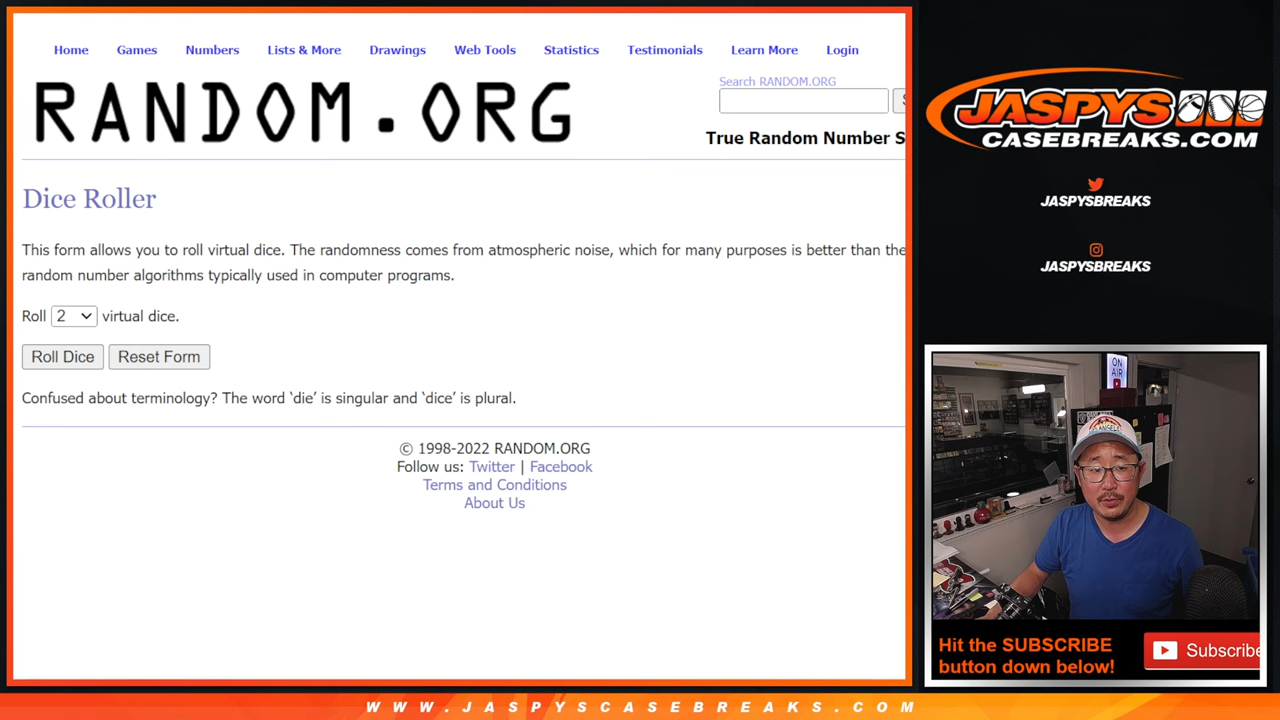 Home Games Numbers Lists & More Drawings Web Tools Statistics Testimonials Learn More Login
RANDOM.ORG
Search RANDOM.ORG
S
True Random Number S
Dice Roller
This form allows you to roll virtual dice. The randomness comes from atmospheric noise, which for many purposes is better than the
random number algorithms typically used in computer programs.
Roll 2 virtual dice.
Roll Dice Reset Form
Confused about terminology? The word ‘die’ is singular and ‘dice’ is plural.
© 1998-2022 RANDOM.ORG
Follow us: Twitter | Facebook
Terms and Conditions
About Us
JASPYS
CASEBREAKS.COM
JASPYSBREAKS
JASPYSBREAKS
ON
AIR
Hit the SUBSCRIBE
button down below!
Subscribe
WWW.JASPYSCASEBREAKS.COM